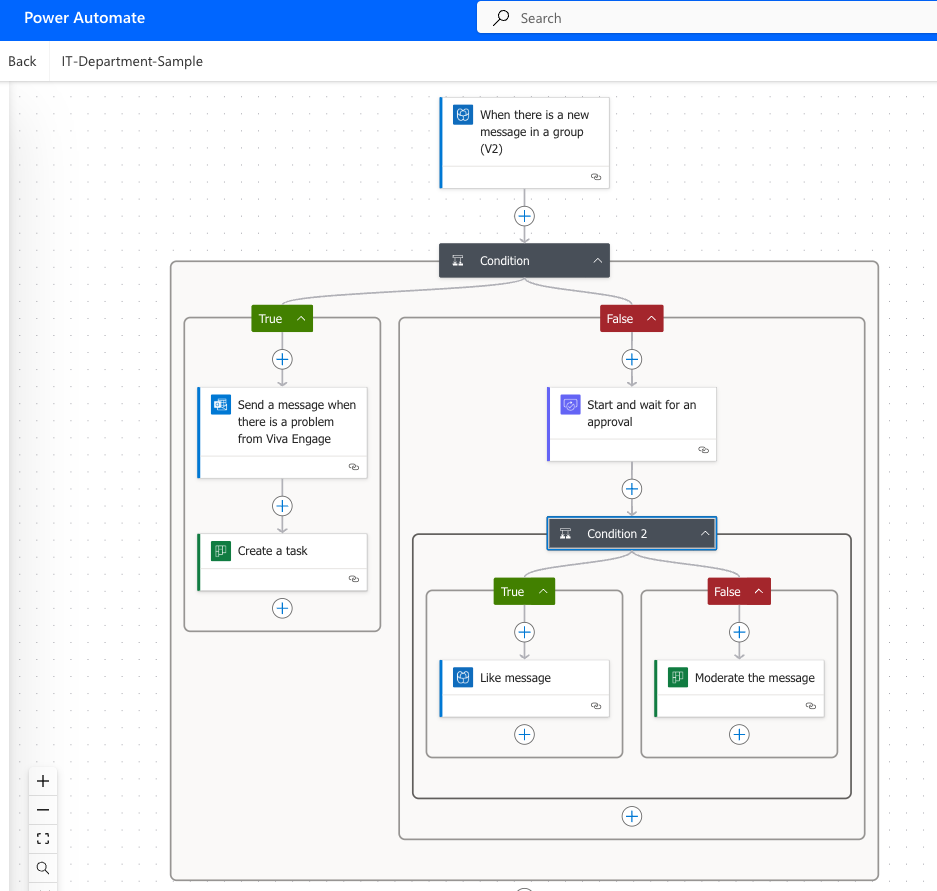 Power Automate
Search
Back
IT-Department-Sample
When there is a new
message in a group
(V2)
Condition
True
False
Send a message when
there is a problem
from Viva Engage
Start and wait for an
approval
Create a task
Condition 2
True
False
Like message
Moderate the message